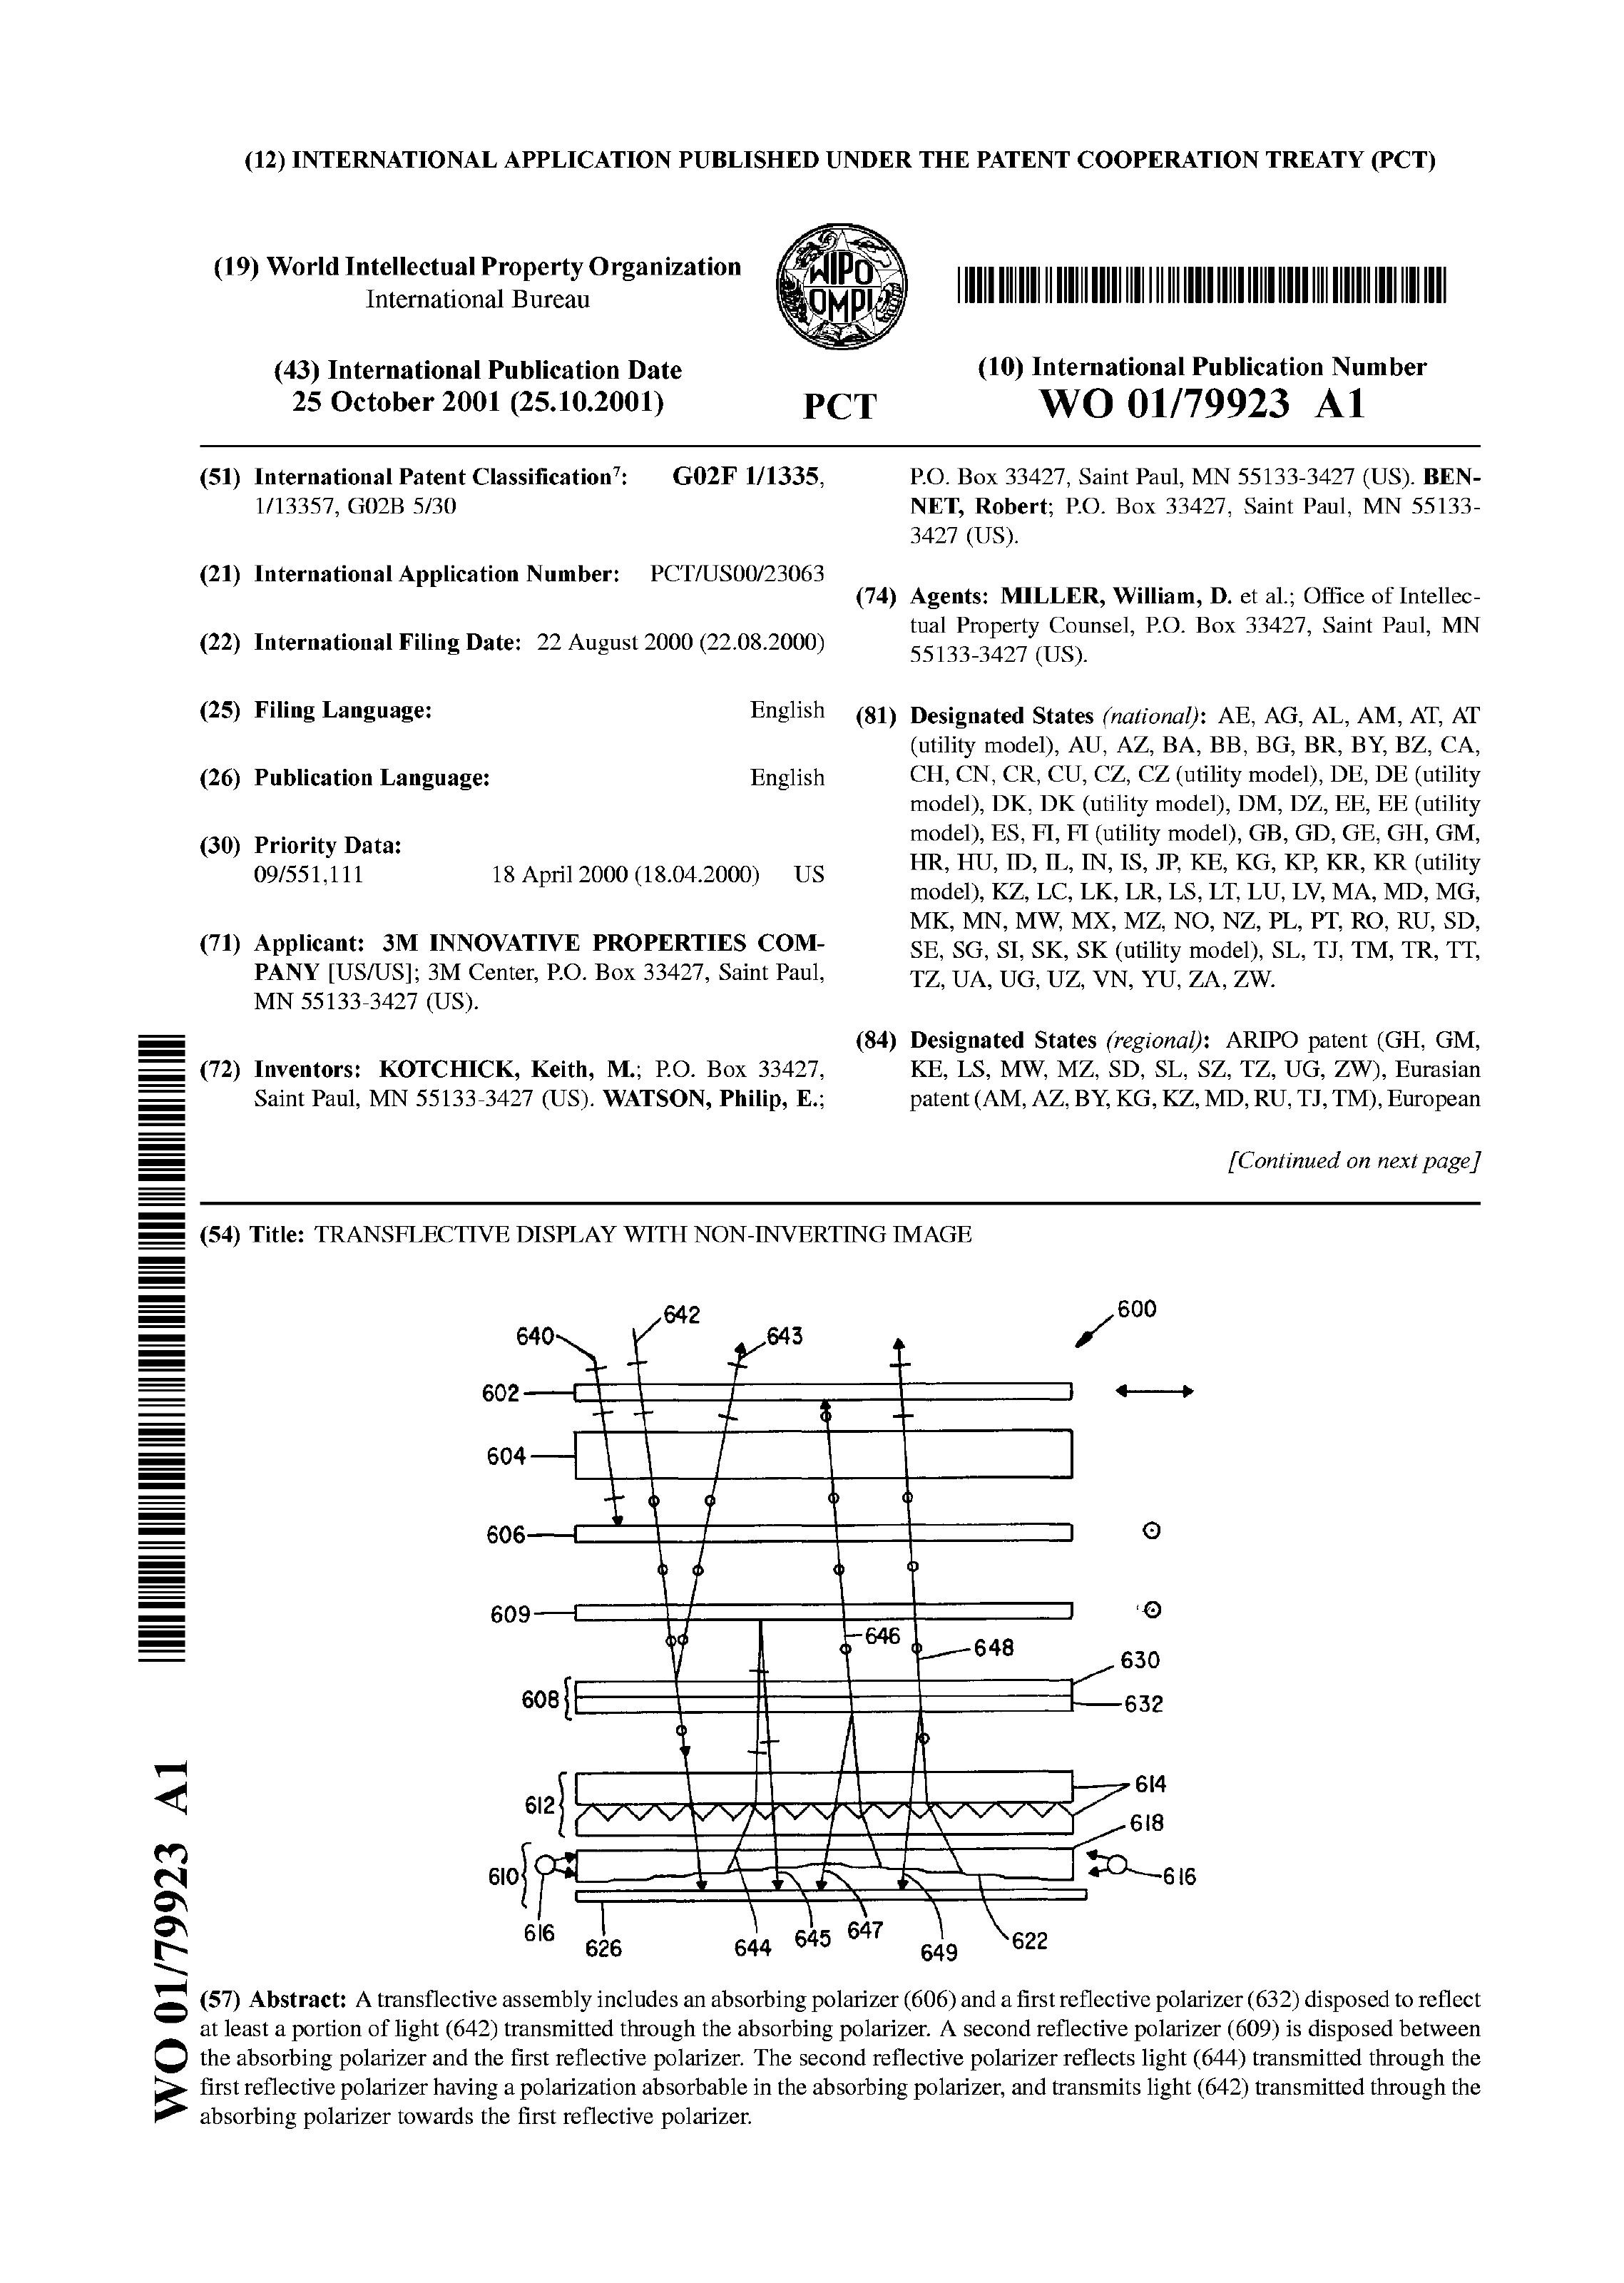 (12) INTERNATIONAL APPLICATION PUBLISHED UNDER THE PATENT COOPERATION TREATY (PCT)
(19) World Intellectual Property Organization
International Bureau
WIPO
OMPI
(43) International Publication Date
25 October 2001 (25.10.2001)
PCT
(10) International Publication Number
WO 01/79923 A1
(51) International Patent Classification7: G02F 1/1335,
1/13357, G02B 5/30
(21) International Application Number: PCT/US00/23063
(22) International Filing Date: 22 August 2000 (22.08.2000)
(25) Filing Language: English
(26) Publication Language: English
(30) Priority Data:
09/551,111 18 April 2000 (18.04.2000) US
(71) Applicant: 3M INNOVATIVE PROPERTIES COM-
PANY [US/US]; 3M Center, P.O. Box 33427, Saint Paul,
MN 55133-3427 (US).
(72) Inventors: KOTCHICK, Keith, M.; P.O. Box 33427,
Saint Paul, MN 55133-3427 (US). WATSON, Philip, E.;
P.O. Box 33427, Saint Paul, MN 55133-3427 (US). BEN-
NET, Robert; P.O. Box 33427, Saint Paul, MN 55133-
3427 (US).
(74) Agents: MILLER, William, D. et al.; Office of Intellec-
tual Property Counsel, P.O. Box 33427, Saint Paul, MN
55133-3427 (US).
(81) Designated States (national): AE, AG, AL, AM, AT, AT
(utility model), AU, AZ, BA, BB, BG, BR, BY, BZ, CA,
CH, CN, CR, CU, CZ, CZ (utility model), DE, DE (utility
model), DK, DK (utility model), DM, DZ, EE, EE (utility
model), ES, FI, FI (utility model), GB, GD, GE, GH, GM,
HR, HU, ID, IL, IN, IS, JP, KE, KG, KP, KR, KR (utility
model), KZ, LC, LK, LR, LS, LT, LU, LV, MA, MD, MG,
MK, MN, MW, MX, MZ, NO, NZ, PL, PT, RO, RU, SD,
SE, SG, SI, SK, SK (utility model), SL, TJ, TM, TR, TT,
TZ, UA, UG, UZ, VN, YU, ZA, ZW.
(84) Designated States (regional): ARIPO patent (GH, GM,
KE, LS, MW, MZ, SD, SL, SZ, TZ, UG, ZW), Eurasian
patent (AM, AZ, BY, KG, KZ, MD, RU, TJ, TM), European
[Continued on next page]
(54) Title: TRANSFLECTIVE DISPLAY WITH NON-INVERTING IMAGE
642
600
640
643
602
604
606
609
646
648
630
608
632
614
612
618
610
616
616
626
644
645
647
649
622
(57) Abstract: A transflective assembly includes an absorbing polarizer (606) and a first reflective polarizer (632) disposed to reflect
at least a portion of light (642) transmitted through the absorbing polarizer. A second reflective polarizer (609) is disposed between
the absorbing polarizer and the first reflective polarizer. The second reflective polarizer reflects light (644) transmitted through the
first reflective polarizer having a polarization absorbable in the absorbing polarizer, and transmits light (642) transmitted through the
absorbing polarizer towards the first reflective polarizer.
WO 01/79923 A1